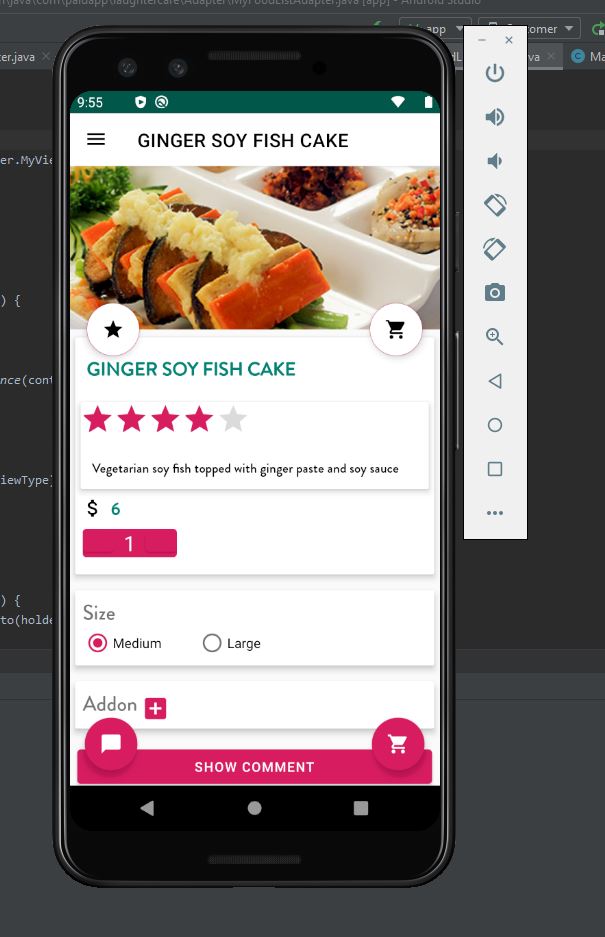 \java\com\paidapp\laughtercare\Adapter\MyFoodListAdapter.java [app] - Android Studio
app
Customer
er.java
java
Ma
er.MyVie
) {
nce(cont
iewType)
) {
to(holde
9:55
GINGER SOY FISH CAKE
GINGER SOY FISH CAKE
Vegetarian soy fish topped with ginger paste and soy sauce
$ 6
1
Size
Medium
Large
Addon
SHOW COMMENT